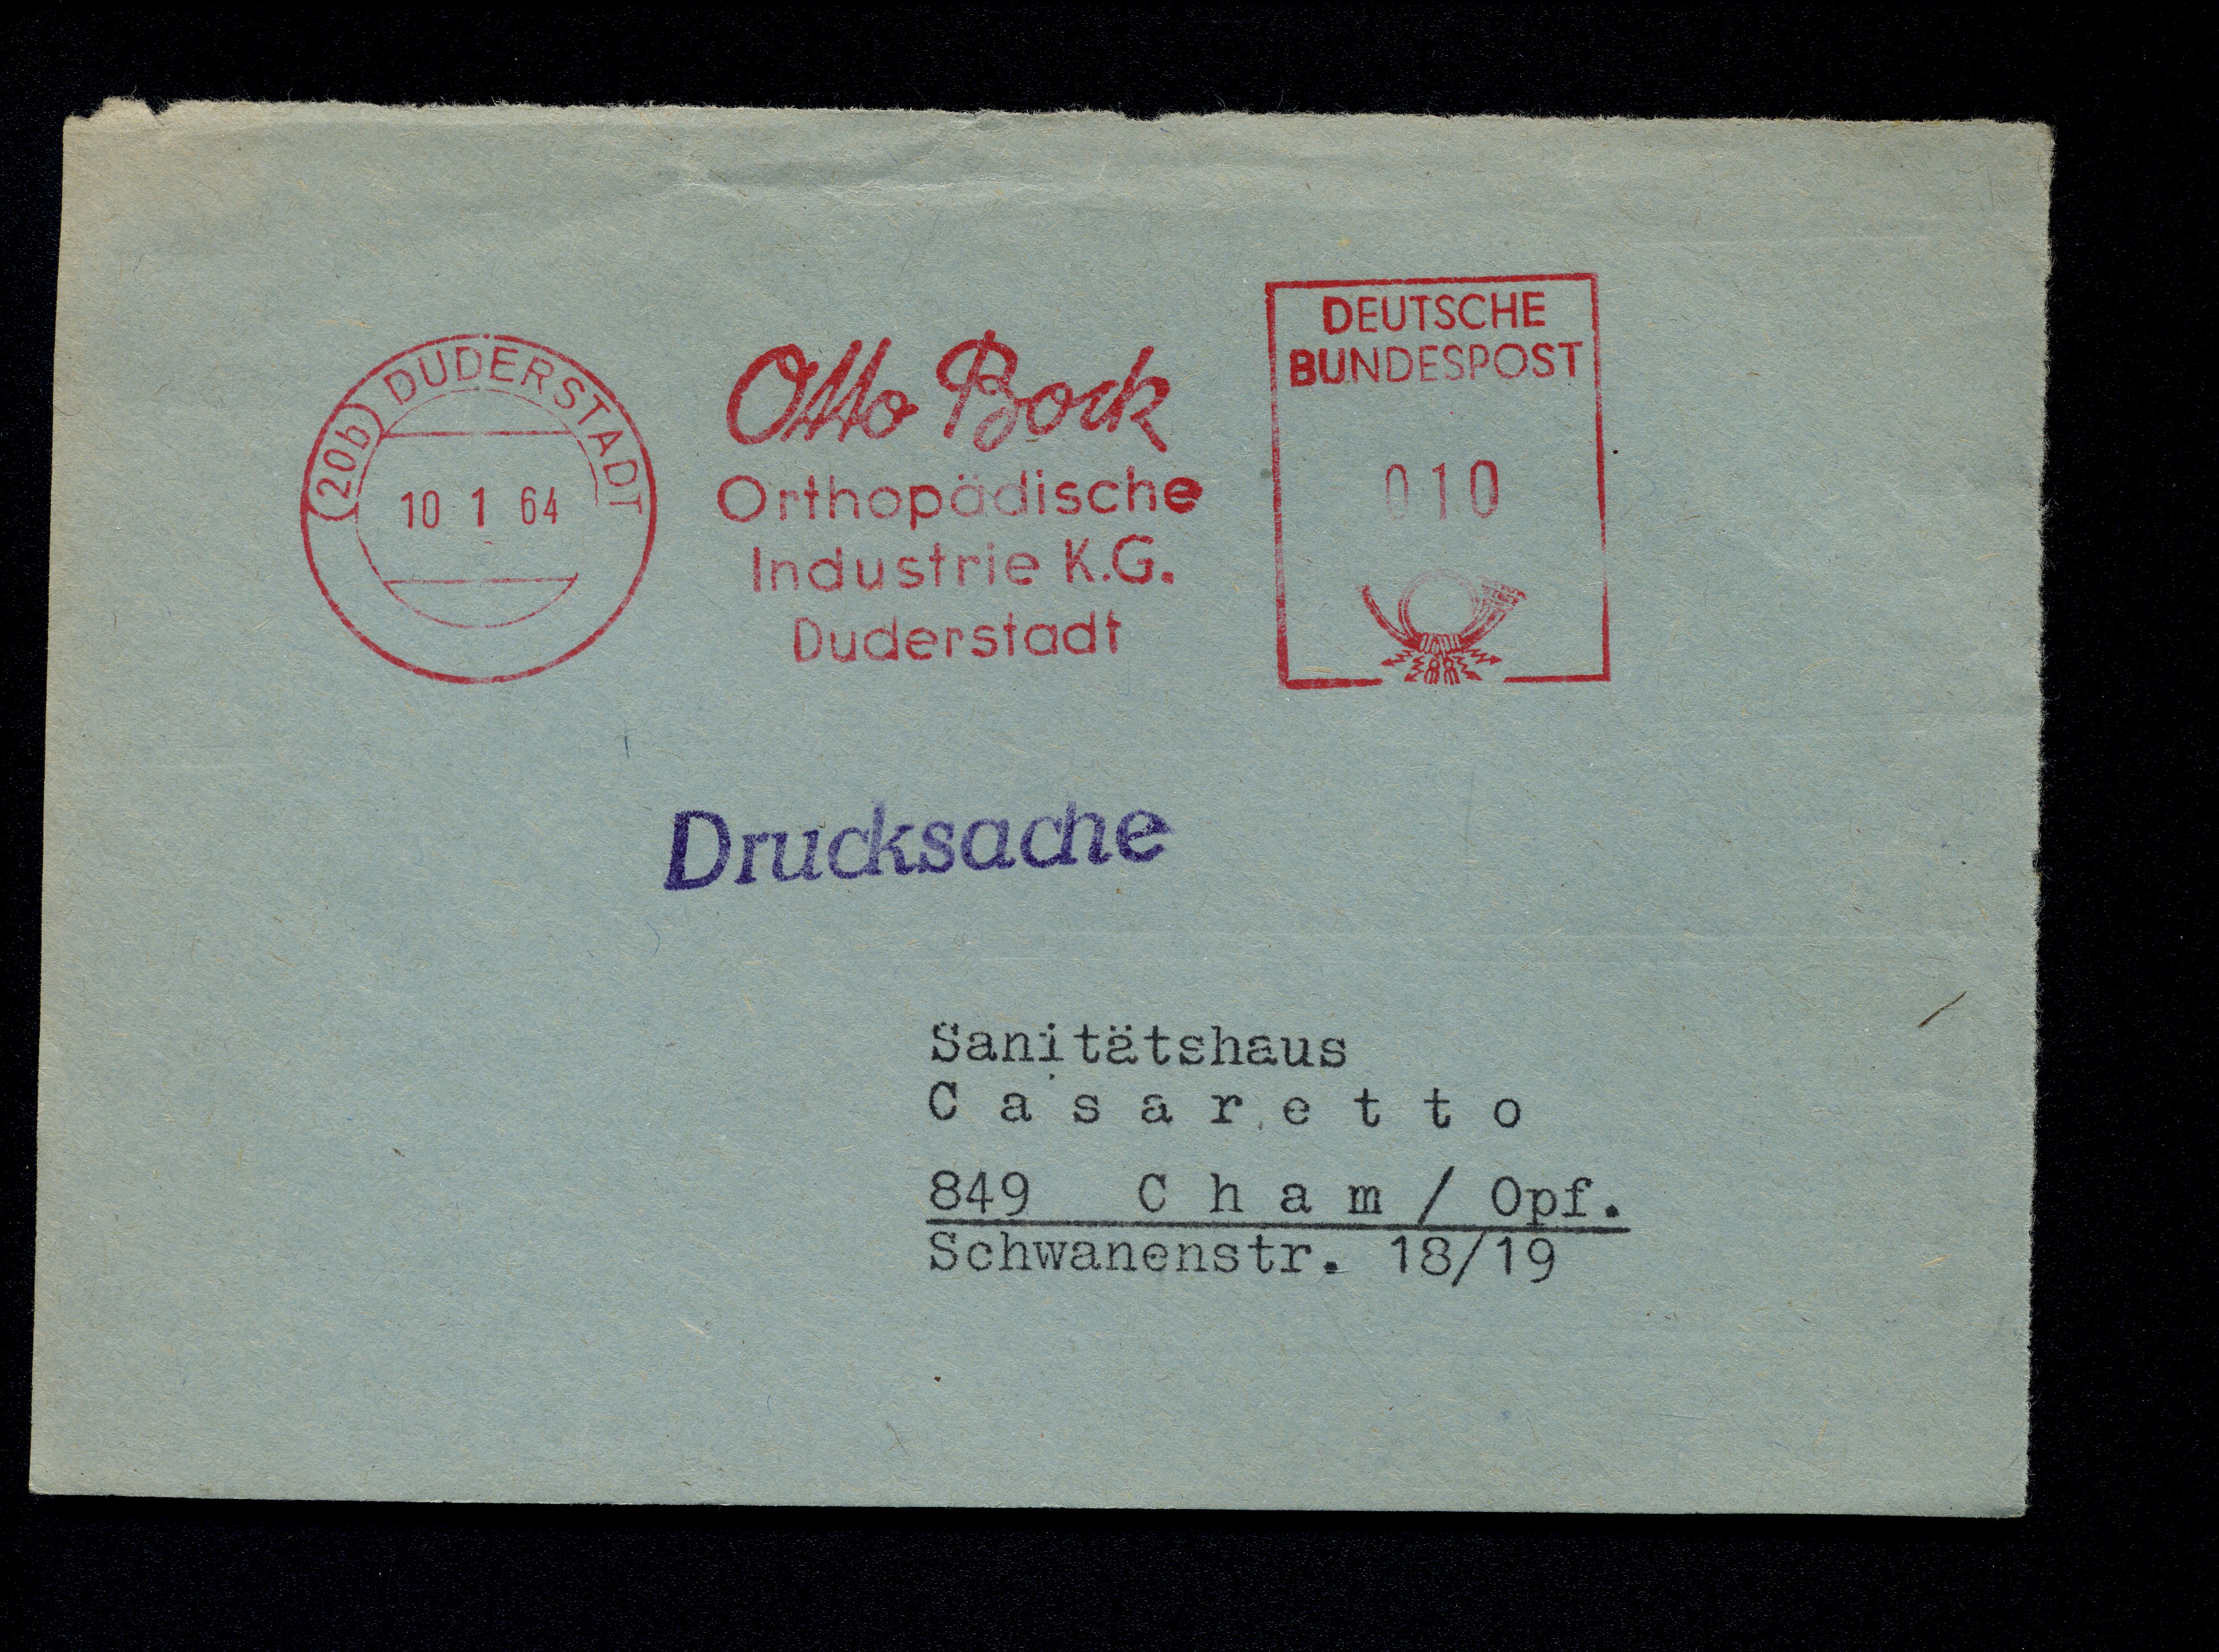 (20b) DUDERSTADT
10 1 64
Otto Bock
Orthopädische
Industrie K.G.
Duderstadt
DEUTSCHE
BUNDESPOST
010
Drucksache
Sanitätshaus
C a s a r e t t o
849 C h a m / Opf.
Schwanenstr. 18/19